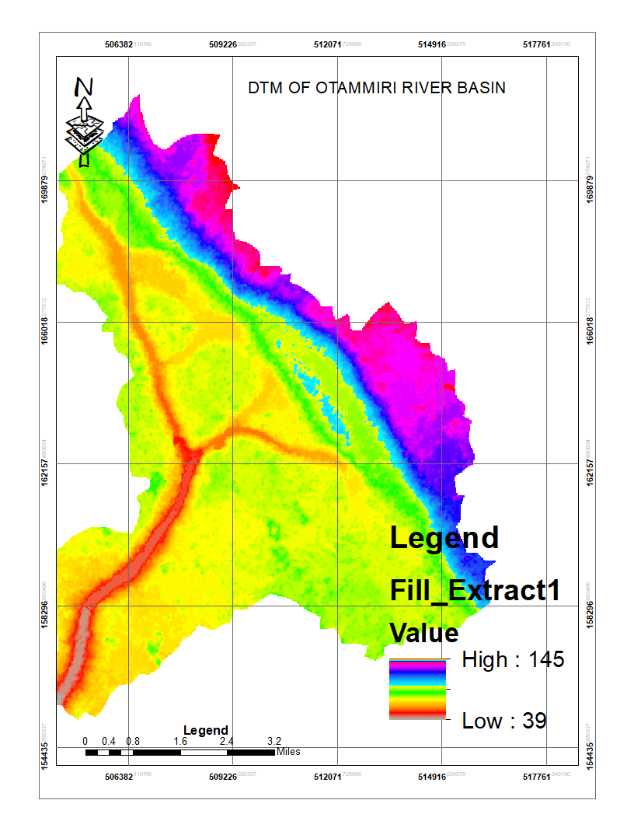 506382 509226 512071 514916 517761
N
DTM OF OTAMMIRI RIVER BASIN
169879 169879
166018 166018
162157 162157
Legend
Fill_Extract1
158296 158296
Value
High : 145
Low : 39
Legend
0 0.4 0.8 1.6 2.4 3.2
Miles
154435 154435
506382 509226 512071 514916 517761